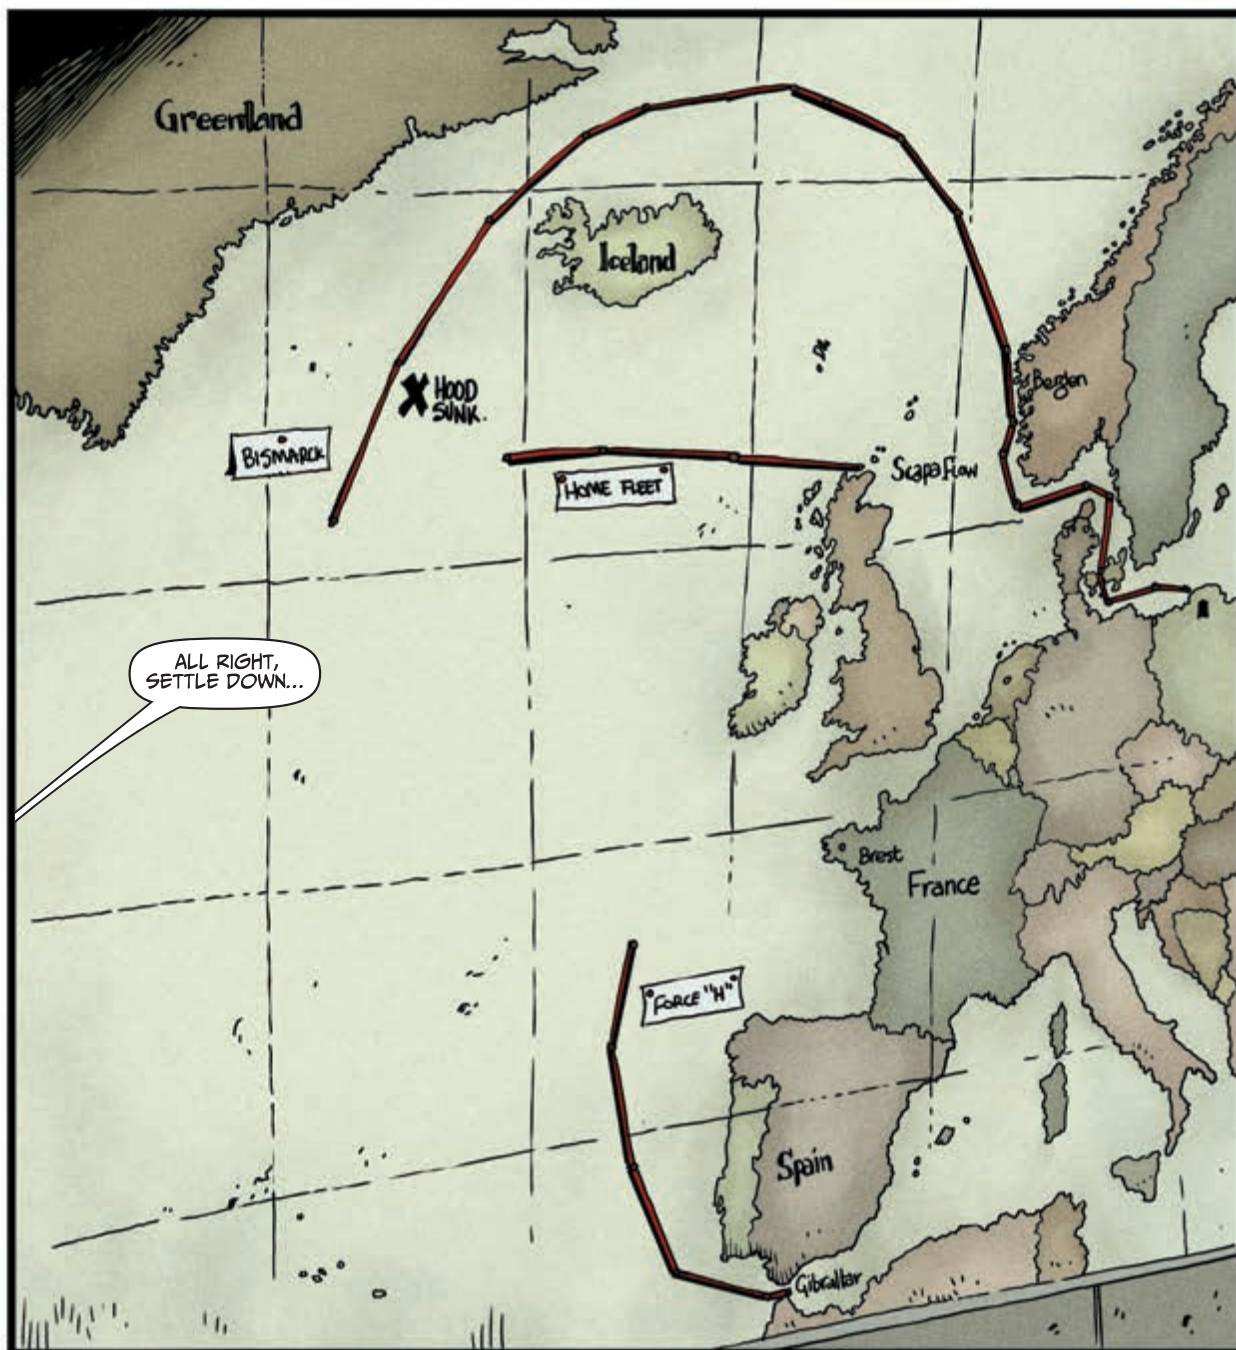 Greenland
Iceland
Bergen
HOOD
SUNK.
BISMARCK
HOME FLEET
Scapa Flow
ALL RIGHT,
SETTLE DOWN...
Brest
France
FORCE "H"
Spain
Gibraltar